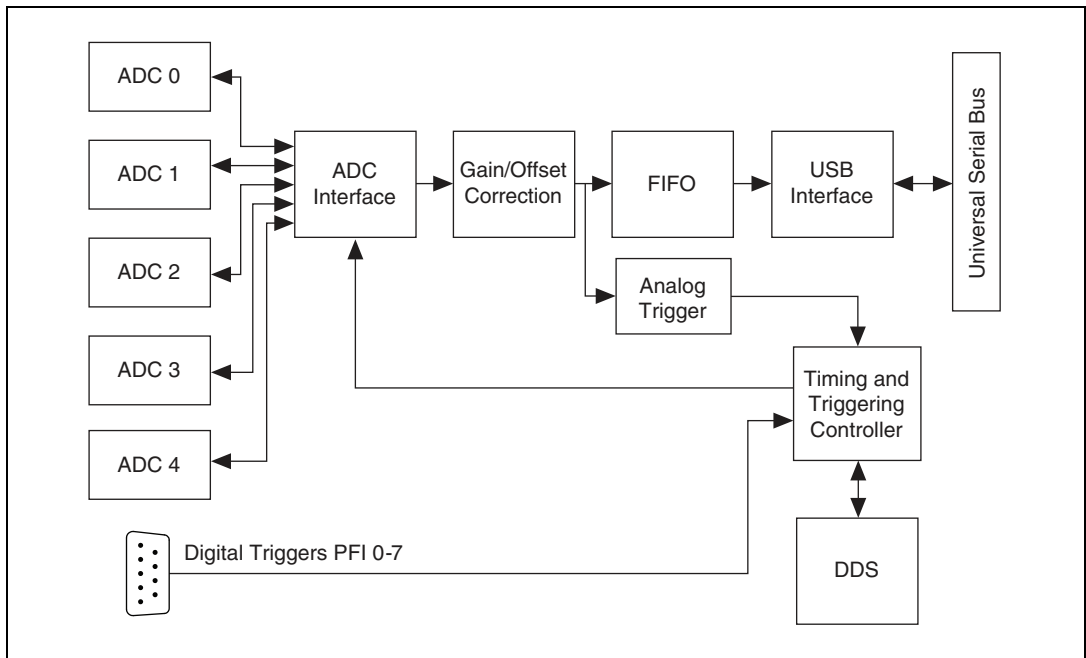 ADC 0
ADC 1
ADC 2
ADC 3
ADC 4
ADC
Interface
Gain/Offset
Correction
FIFO
USB
Interface
Universal Serial Bus
Analog
Trigger
Timing and
Triggering
Controller
Digital Triggers PFI 0-7
DDS